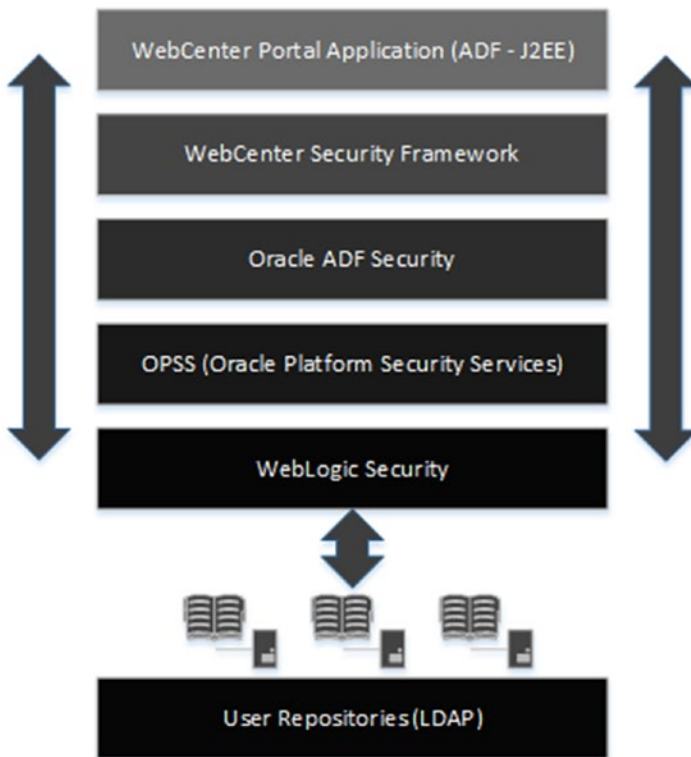 WebCenter Portal Application (ADF - J2EE)
WebCenter Security Framework
Oracle ADF Security
OPSS (Oracle Platform Security Services)
WebLogic Security
User Repositories (LDAP)